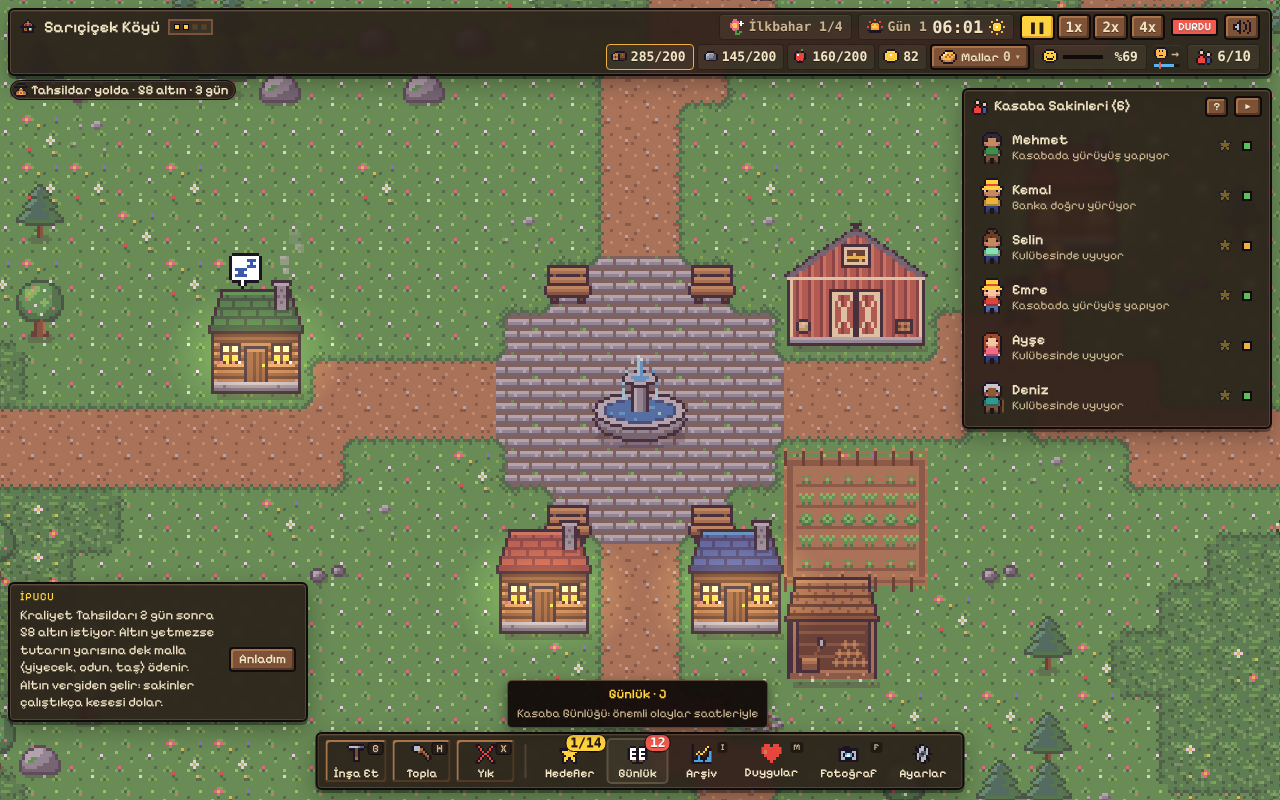 Sarıçiçek Köyü
İlkbahar 1/4
Gün 1 06:01
1x
2x
4x
DURDU
285/200
145/200
160/200
82
Mallar 0
%69
6/10
Tahsildar yolda · 98 altın · 3 gün
Kasaba Sakinleri (6)
?
Mehmet
Kasabada yürüyüş yapıyor
Kemal
Banka doğru yürüyor
Selin
Kulübesinde uyuyor
Emre
Kasabada yürüyüş yapıyor
Ayşe
Kulübesinde uyuyor
Deniz
Kulübesinde uyuyor
İPUCU
Kraliyet Tahsildarı 2 gün sonra
98 altın istiyor. Altın yetmezse
tutarın yarısına dek malla
(yiyecek, odun, taş) ödenir.
Altın vergiden gelir: sakinler
çalıştıkça kesesi dolar.
Anladım
Günlük · J
Kasaba Günlüğü: önemli olaylar saatleriyle
İnşa Et B
Topla H
Yık X
Hedefler 1/14
Günlük 12
Arşiv I
Duygular M
Fotoğraf F
Ayarlar